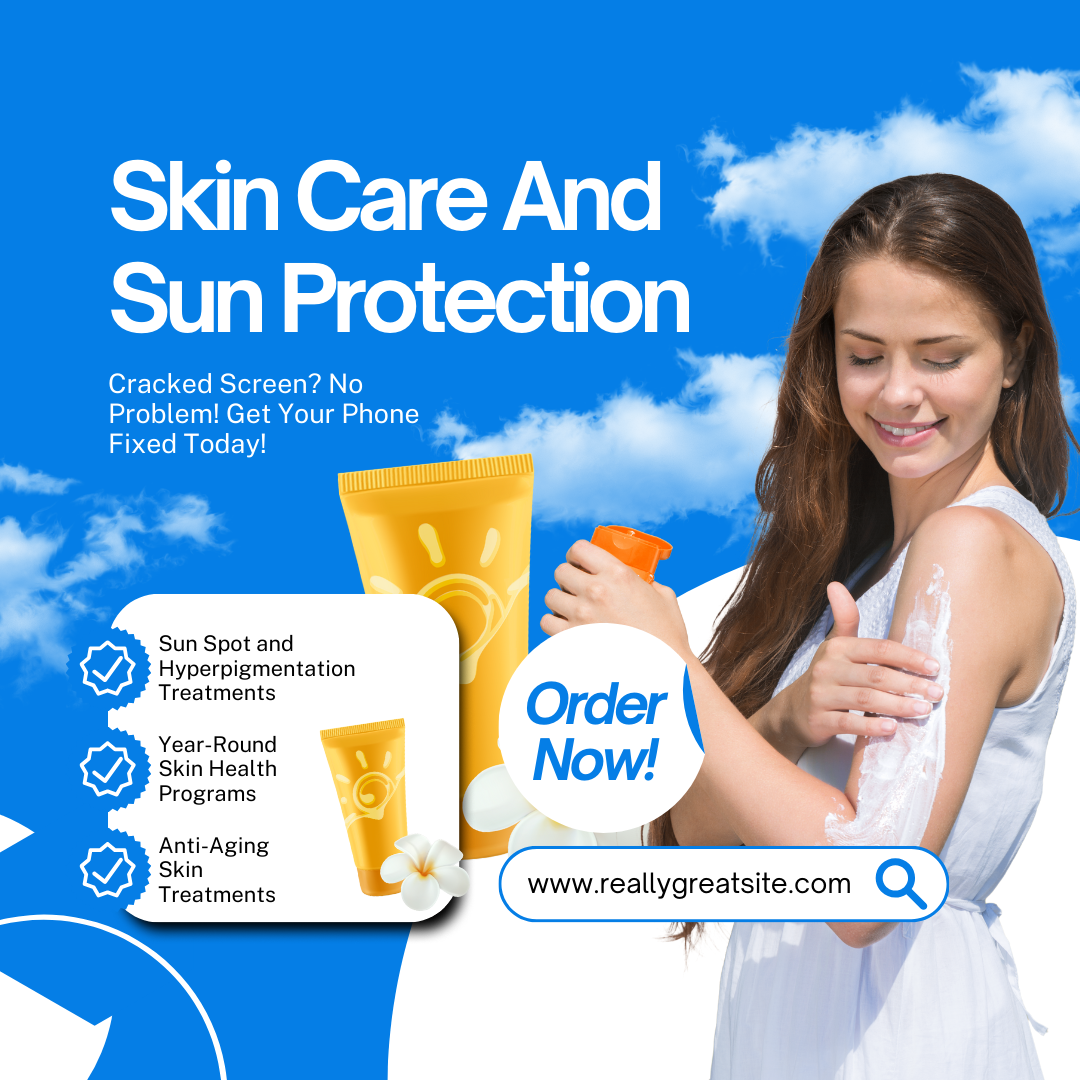 Skin Care And
Sun Protection
Cracked Screen? No
Problem! Get Your Phone
Fixed Today!
Sun Spot and
Hyperpigmentation
Treatments
Year-Round
Skin Health
Programs
Anti-Aging
Skin
Treatments
Order
Now!
www.reallygreatsite.com